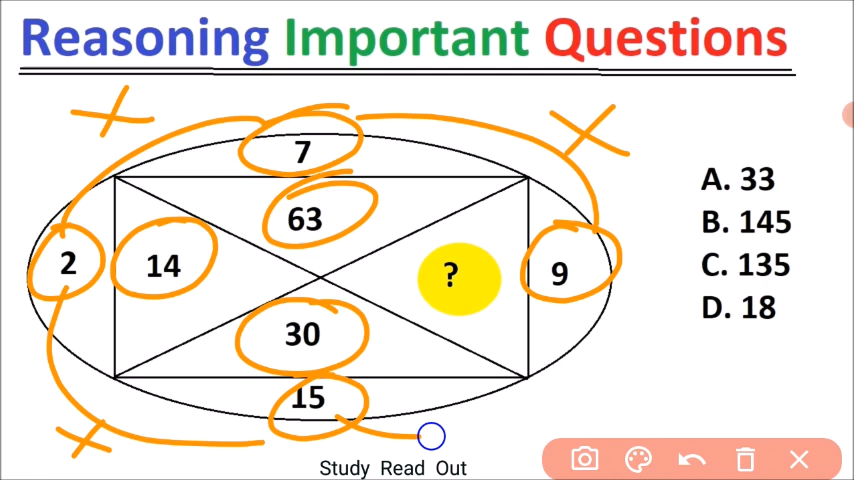 Reasoning Important Questions
7
63
2
14
?
9
30
15
A. 33
B. 145
C. 135
D. 18
Study Read Out